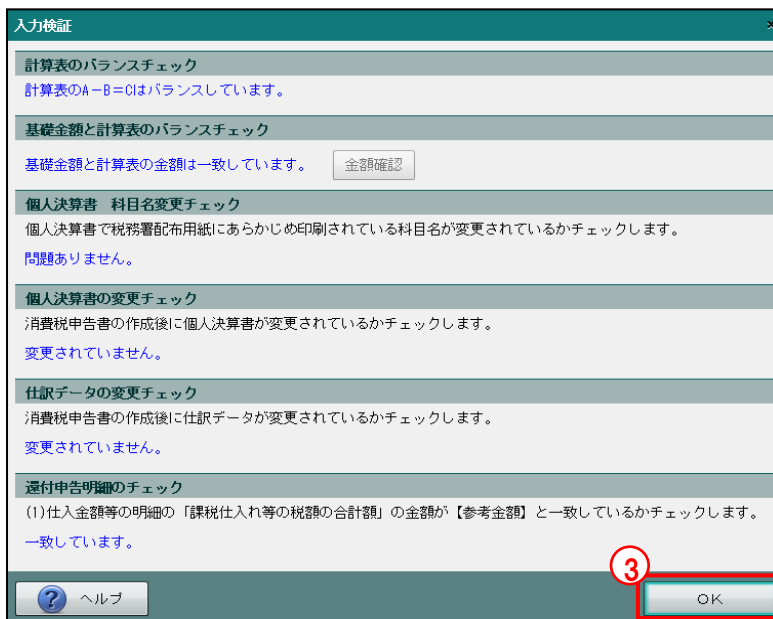 入力検証
計算表のバランスチェック
計算表のA－B＝Cはバランスしています。
基礎金額と計算表のバランスチェック
基礎金額と計算表の金額は一致しています。 金額確認
個人決算書　科目名変更チェック
個人決算書で税務署配布用紙にあらかじめ印刷されている科目名が変更されているかチェックします。
問題ありません。
個人決算書の変更チェック
消費税申告書の作成後に個人決算書が変更されているかチェックします。
変更されていません。
仕訳データの変更チェック
消費税申告書の作成後に仕訳データが変更されているかチェックします。
変更されていません。
還付申告明細のチェック
(1)仕入金額等の明細の「課税仕入れ等の税額の合計額」の金額が【参考金額】と一致しているかチェックします。
一致しています。
3
? ヘルプ OK